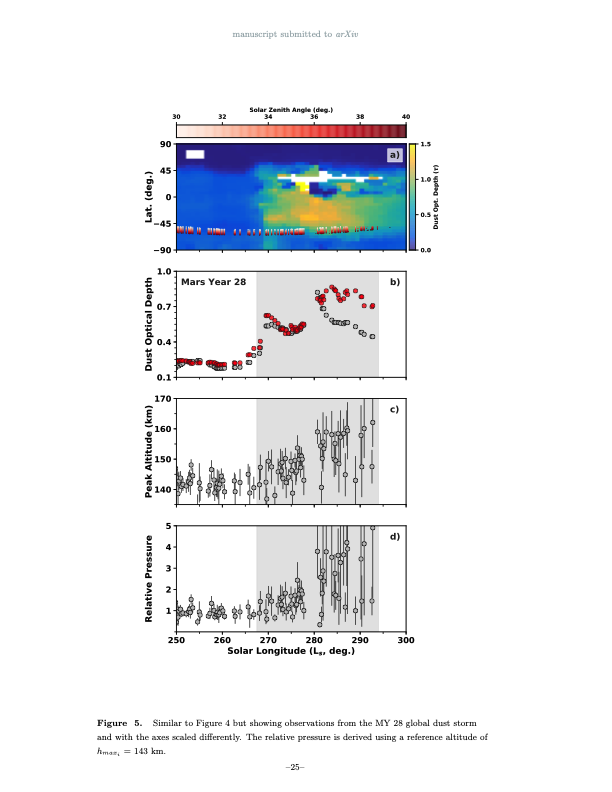 manuscript submitted to arXiv
Solar Zenith Angle (deg.)
30 32 34 36 38 40
90
45
0
−45
−90
Lat. (deg.)
a)
1.5
1.0
0.5
0.0
Dust Opt. Depth (τ)
1.0
0.7
0.4
0.1
Dust Optical Depth
Mars Year 28
b)
170
160
150
140
Peak Altitude (km)
c)
5
4
3
2
1
Relative Pressure
d)
250 260 270 280 290 300
Solar Longitude (Ls, deg.)
Figure 5. Similar to Figure 4 but showing observations from the MY 28 global dust storm
and with the axes scaled differently. The relative pressure is derived using a reference altitude of
hmaxi = 143 km.
–25–